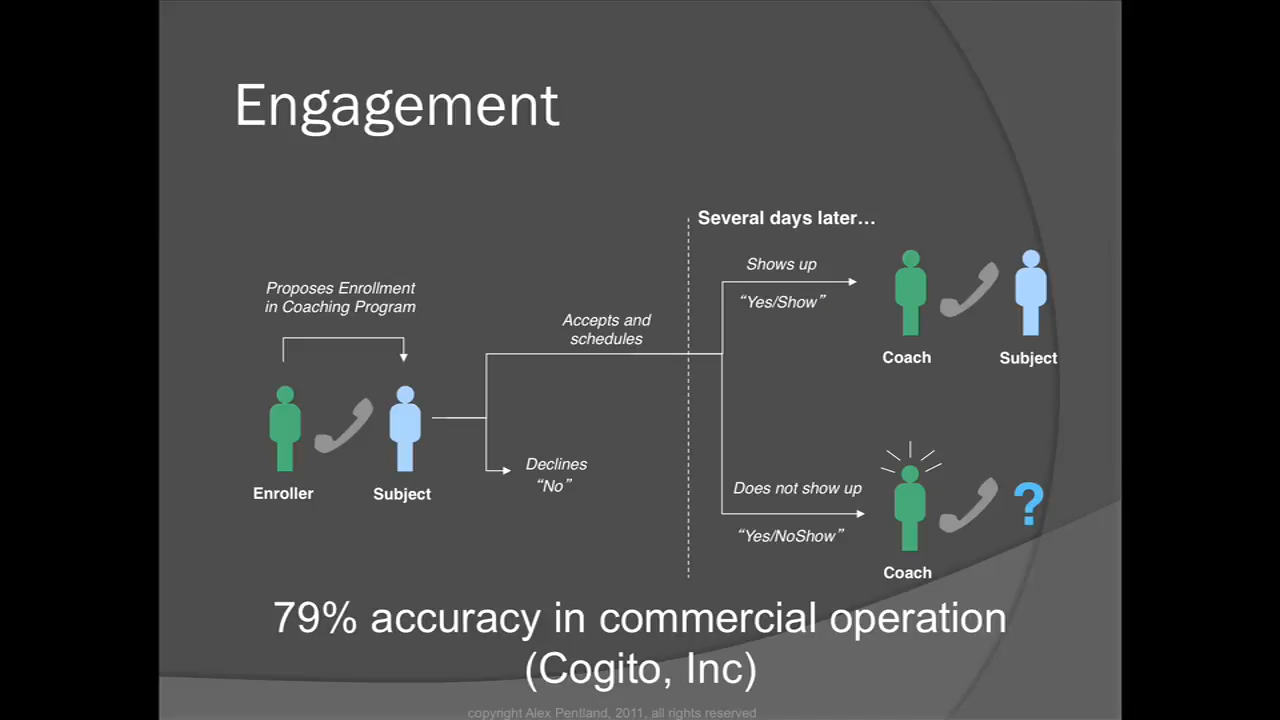 Engagement
Several days later…
Proposes Enrollment
in Coaching Program
Accepts and
schedules
Shows up
“Yes/Show”
Coach
Subject
Enroller
Subject
Declines
“No”
Does not show up
“Yes/NoShow”
?
Coach
79% accuracy in commercial operation
(Cogito, Inc)
copyright Alex Pentland, 2011, all rights reserved